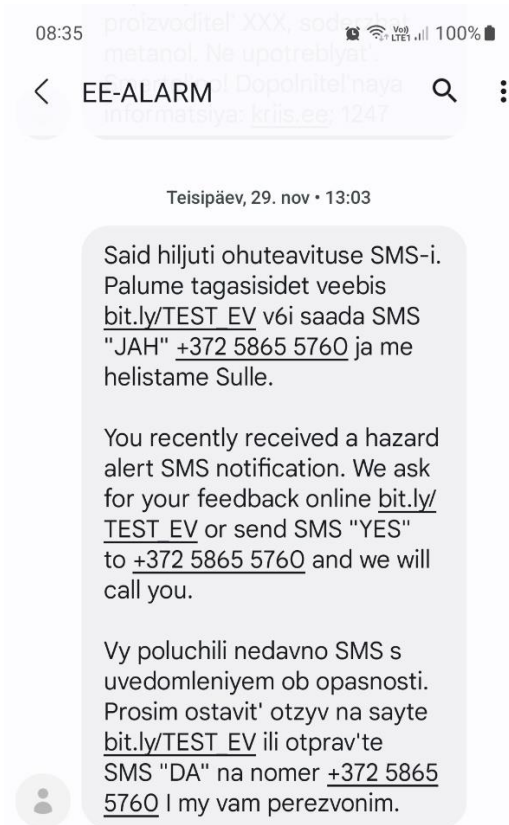 08:35 100%
proizvoditel' XXX, soderzhat
metanol. Ne upotreblyat'.
EE-ALARM
Smertel'no! Dopolnitel'naya
informatsiya: kriis.ee; 1247
Teisipäev, 29. nov • 13:03
Said hiljuti ohuteavituse SMS-i.
Palume tagasisidet veebis
bit.ly/TEST_EV v6i saada SMS
"JAH" +372 5865 5760 ja me
helistame Sulle.
You recently received a hazard
alert SMS notification. We ask
for your feedback online bit.ly/
TEST_EV or send SMS "YES"
to +372 5865 5760 and we will
call you.
Vy poluchili nedavno SMS s
uvedomleniyem ob opasnosti.
Prosim ostavit' otzyv na sayte
bit.ly/TEST_EV ili otprav'te
SMS "DA" na nomer +372 5865
5760 I my vam perezvonim.